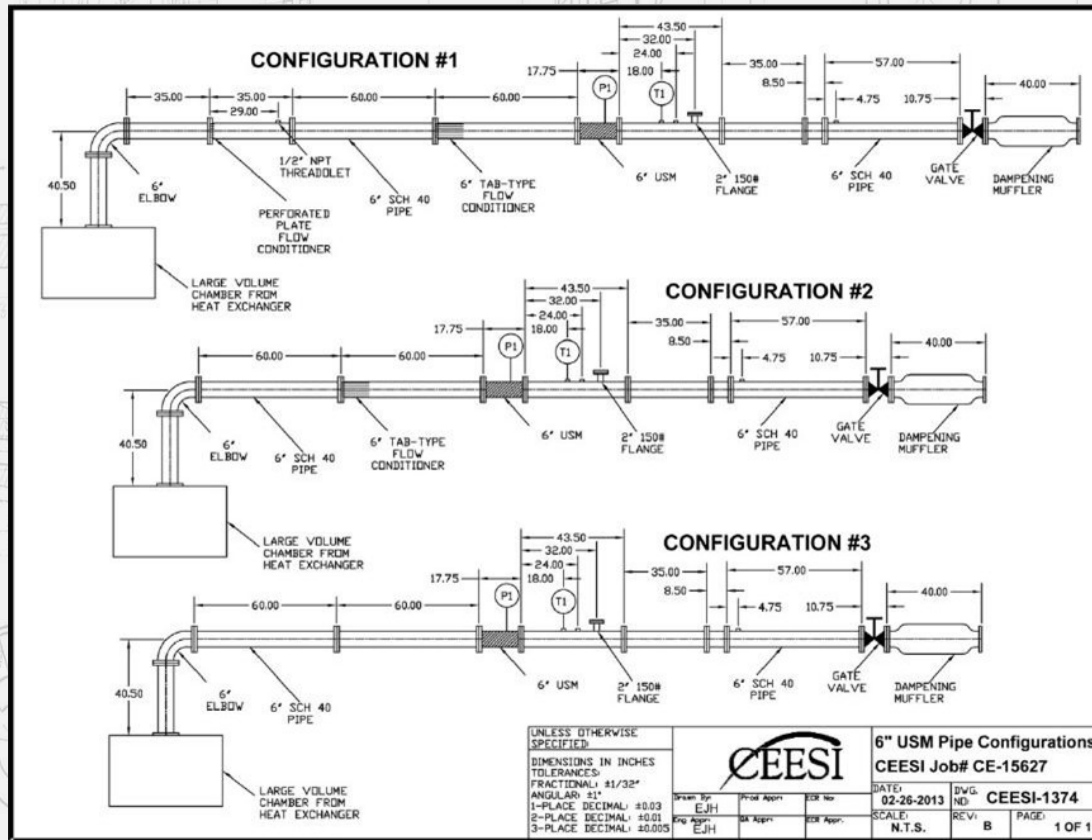 CONFIGURATION #1
43.50
32.00
24.00
17.75
18.00
35.00
8.50
57.00
4.75
10.75
40.00
35.00
35.00
29.00
60.00
60.00
P1
T1
40.50
6" ELBOW
PERFORATED
PLATE
FLOW
CONDITIONER
1/2" NPT
THREADOLET
6" SCH 40
PIPE
6" TAB-TYPE
FLOW
CONDITIONER
6" USM
2" 150#
FLANGE
6" SCH 40
PIPE
GATE
VALVE
DAMPENING
MUFFLER
LARGE VOLUME
CHAMBER FROM
HEAT EXCHANGER
CONFIGURATION #2
43.50
32.00
24.00
17.75
18.00
35.00
8.50
57.00
4.75
10.75
40.00
60.00
60.00
P1
T1
40.50
6"
ELBOW
6" SCH 40
PIPE
6" TAB-TYPE
FLOW
CONDITIONER
6" USM
2" 150#
FLANGE
6" SCH 40
PIPE
GATE
VALVE
DAMPENING
MUFFLER
LARGE VOLUME
CHAMBER FROM
HEAT EXCHANGER
CONFIGURATION #3
43.50
32.00
24.00
17.75
18.00
35.00
8.50
57.00
4.75
10.75
40.00
60.00
60.00
P1
T1
40.50
6"
ELBOW
6" SCH 40
PIPE
6" USM
2" 150#
FLANGE
6" SCH 40
PIPE
GATE
VALVE
DAMPENING
MUFFLER
LARGE VOLUME
CHAMBER FROM
HEAT EXCHANGER
UNLESS OTHERWISE
SPECIFIED:
DIMENSIONS IN INCHES
TOLERANCES:
FRACTIONAL: ±1/32"
ANGULAR: ±1°
1-PLACE DECIMAL: ±0.03
2-PLACE DECIMAL: ±0.01
3-PLACE DECIMAL: ±0.005
CEESI
Drawn By: EJH
Prod Appr:
ECR No:
Eng Appr: EJH
QA Appr:
ECR Appr:
6" USM Pipe Configurations
CEESI Job# CE-15627
DATE: 02-26-2013
DWG. NO: CEESI-1374
SCALE: N.T.S.
REV: B
PAGE: 1 OF 1